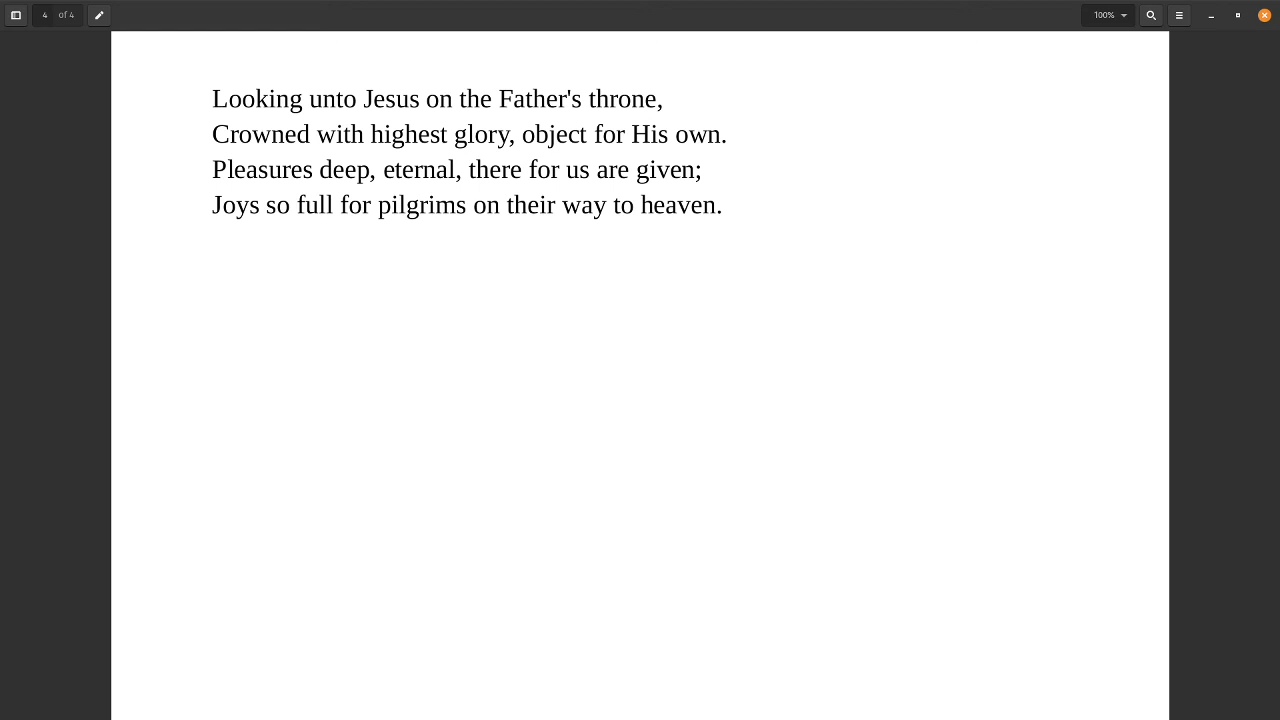 4 of 4
100%
Looking unto Jesus on the Father's throne,
Crowned with highest glory, object for His own.
Pleasures deep, eternal, there for us are given;
Joys so full for pilgrims on their way to heaven.